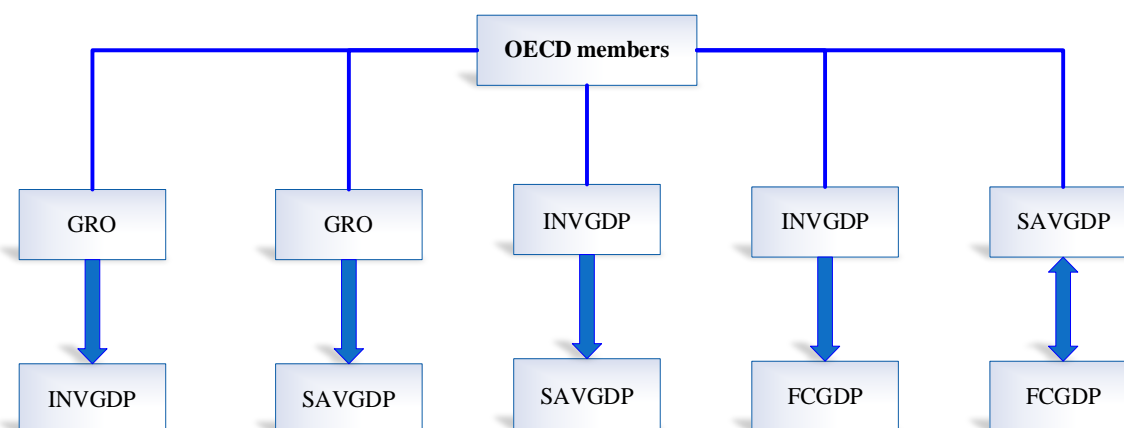 OECD members
GRO
GRO
INVGDP
INVGDP
SAVGDP
INVGDP
SAVGDP
SAVGDP
FCGDP
FCGDP